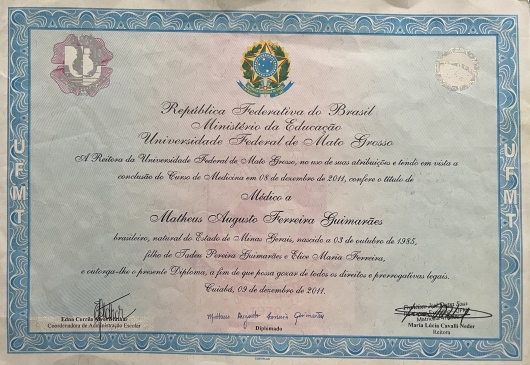 República Federativa do Brasil
Ministério da Educação
Universidade Federal de Mato Grosso
A Reitora da Universidade Federal de Mato Grosso, no uso de suas atribuições e tendo em vista a
conclusão do Curso de Medicina em 08 de dezembro de 2011, confere o título de
Médico a
Matheus Augusto Ferreira Guimarães
brasileiro, natural do Estado de Minas Gerais, nascido a 03 de outubro de 1985,
filho de Tadeu Pereira Guimarães e Elice Maria Ferreira,
e outorga-lhe o presente Diploma, a fim de que possa gozar de todos os direitos e prerrogativas legais.
Cuiabá, 09 de dezembro de 2011.
UFMT
UFMT
Edna
Coordenadora de Administração Escolar
Matheus Augusto Ferreira Guimarães
Diplomado
Maria Lúcia Cavalli Neder
Reitora